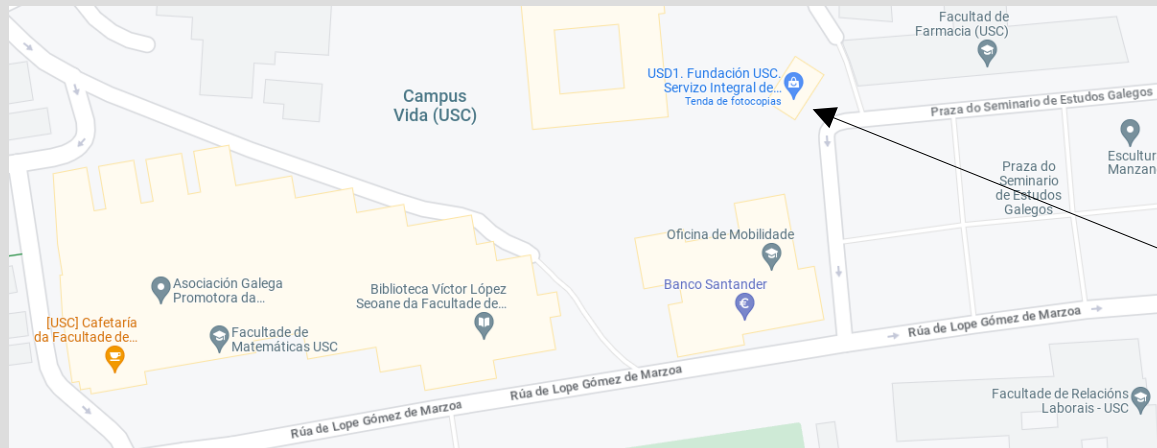 Facultad de
Farmacia (USC)
USD1. Fundación USC.
Servizo Integral de...
Tenda de fotocopias
Campus
Vida (USC)
Praza do Seminario de Estudos Galegos
Escultur
Manzan
Praza do
Seminario
de Estudos
Galegos
Oficina de Mobilidade
Asociación Galega
Promotora da...
Biblioteca Víctor López
Seoane da Facultade de...
Banco Santander
€
[USC] Cafetaría
da Facultade de...
Facultade de
Matemáticas USC
Rúa de Lope Gómez de Marzoa
Rúa de Lope Gómez de Marzoa
Rúa de Lope Gómez de Marzoa
Facultade de Relacións
Laborais - USC